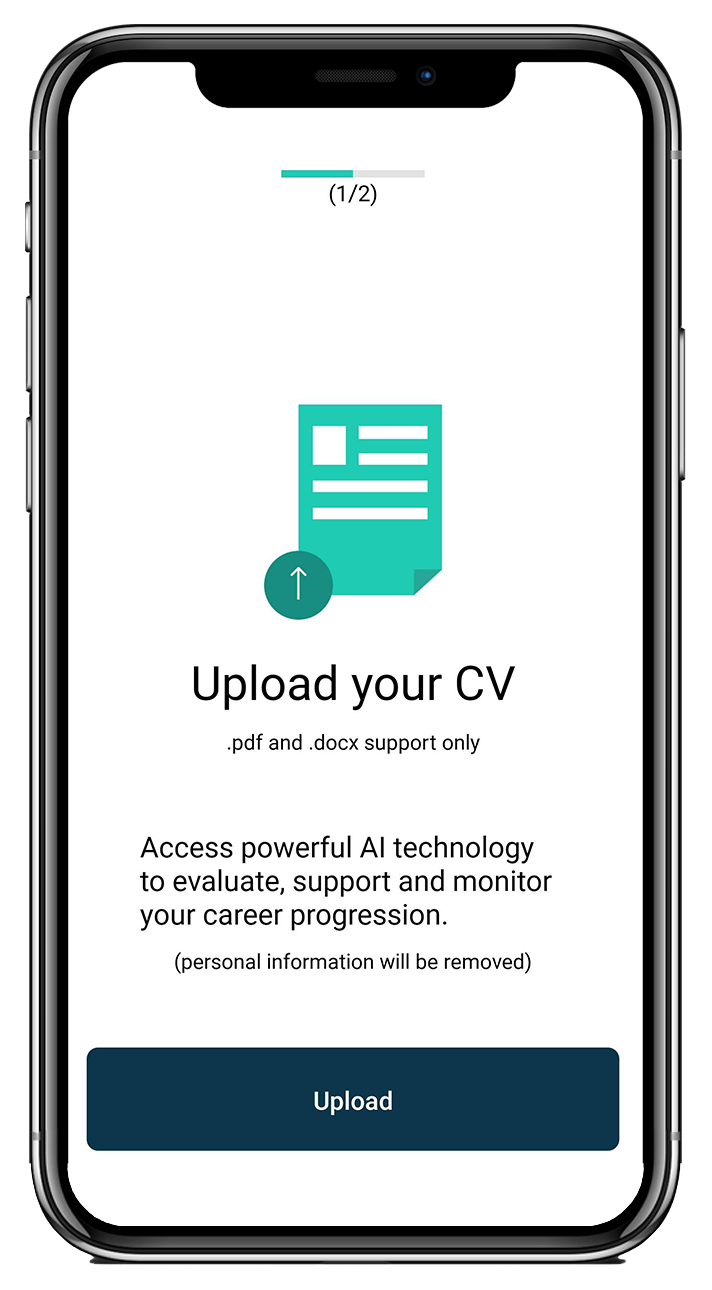 (1/2)
Upload your CV
.pdf and .docx support only
Access powerful AI technology
to evaluate, support and monitor
your career progression.
(personal information will be removed)
Upload